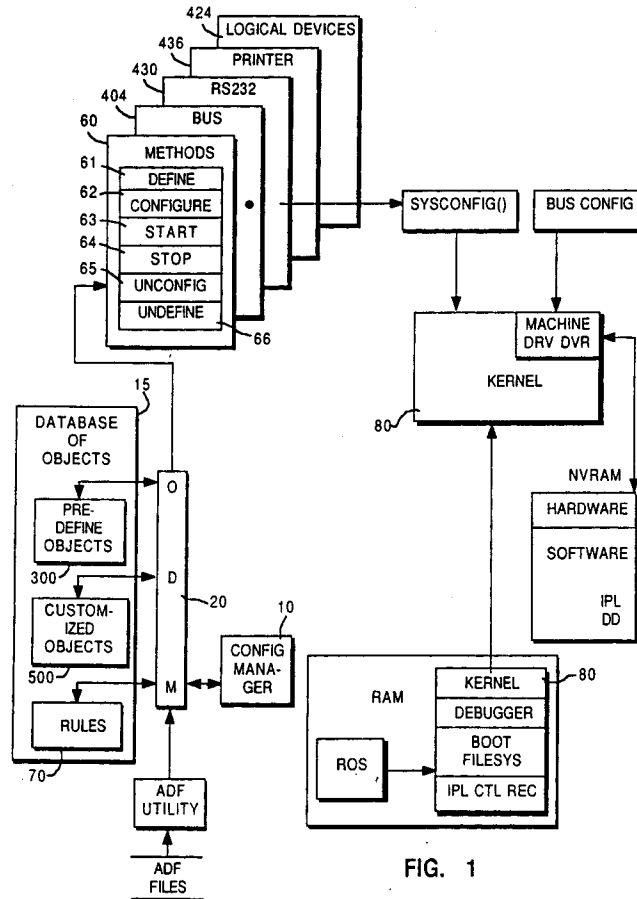 424
LOGICAL DEVICES
436
PRINTER
430
RS232
404
BUS
60
METHODS
61
DEFINE
62
CONFIGURE
63
START
64
STOP
65
UNCONFIG
UNDEFINE
66
SYSCONFIG()
BUS CONFIG
MACHINE
DRV DVR
KERNEL
80
15
DATABASE
OF
OBJECTS
PRE-
DEFINE
OBJECTS
300
CUSTOM-
IZED
OBJECTS
500
RULES
70
O
D
M
20
10
CONFIG
MANA-
GER
ADF
UTILITY
ADF
FILES
NVRAM
HARDWARE
SOFTWARE
IPL
DD
RAM
ROS
KERNEL
80
DEBUGGER
BOOT
FILESYS
IPL CTL REC
FIG. 1